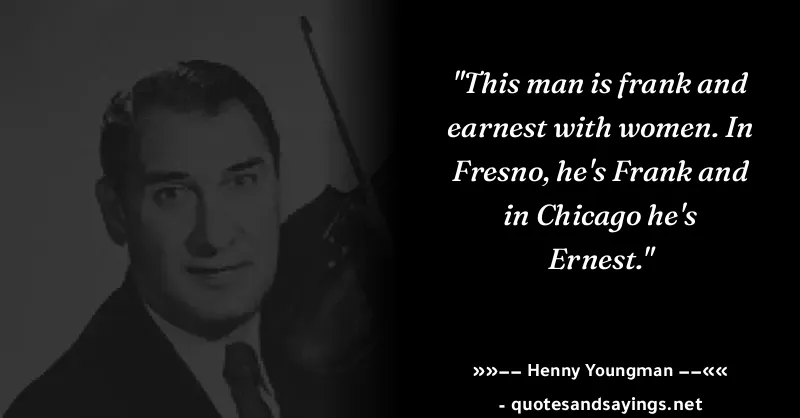 "This man is frank and
earnest with women. In
Fresno, he's Frank and
in Chicago he's
Ernest."
»»−− Henny Youngman −−««
- quotesandsayings.net